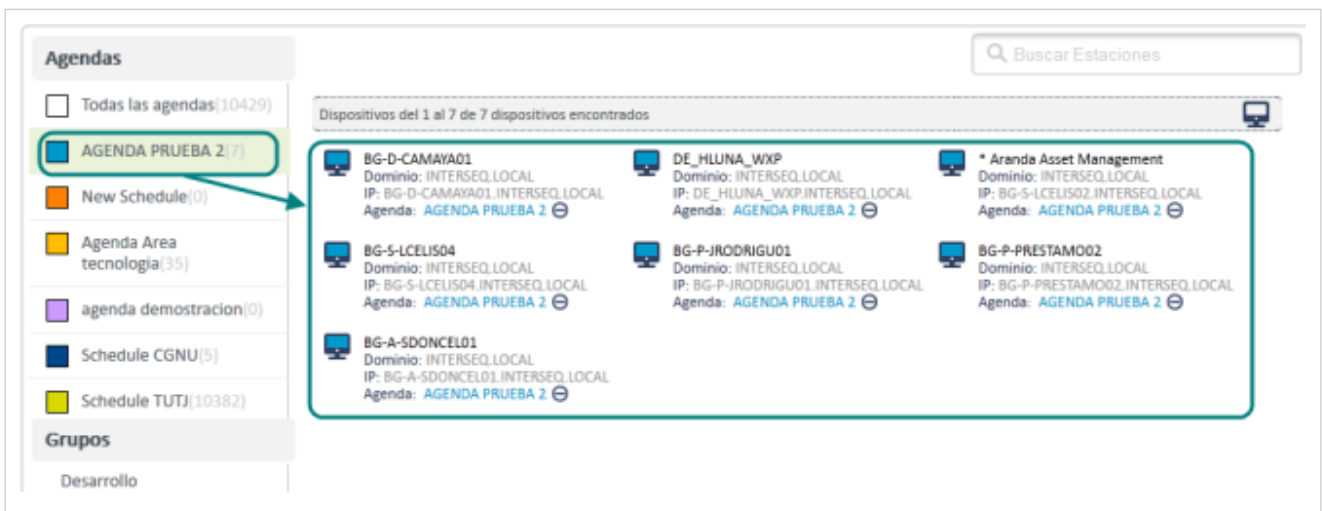 Agendas
Buscar Estaciones
Todas las agendas(10429)
AGENDA PRUEBA 2(7)
New Schedule(0)
Agenda Area
tecnologia(35)
agenda demostracion(0)
Schedule CGNU(5)
Schedule TUTJ(10382)
Grupos
Desarrollo
Dispositivos del 1 al 7 de 7 dispositivos encontrados
BG-D-CAMAYA01
Dominio: INTERSEQ.LOCAL
IP: BG-D-CAMAYA01.INTERSEQ.LOCAL
Agenda: AGENDA PRUEBA 2
DE_HLUNA_WXP
Dominio: INTERSEQ.LOCAL
IP: DE_HLUNA_WXP.INTERSEQ.LOCAL
Agenda: AGENDA PRUEBA 2
* Aranda Asset Management
Dominio: INTERSEQ.LOCAL
IP: BG-S-LCELIS02.INTERSEQ.LOCAL
Agenda: AGENDA PRUEBA 2
BG-S-LCELIS04
Dominio: INTERSEQ.LOCAL
IP: BG-S-LCELIS04.INTERSEQ.LOCAL
Agenda: AGENDA PRUEBA 2
BG-P-JRODRIGU01
Dominio: INTERSEQ.LOCAL
IP: BG-P-JRODRIGU01.INTERSEQ.LOCAL
Agenda: AGENDA PRUEBA 2
BG-P-PRESTAMO02
Dominio: INTERSEQ.LOCAL
IP: BG-P-PRESTAMO02.INTERSEQ.LOCAL
Agenda: AGENDA PRUEBA 2
BG-A-SDONCEL01
Dominio: INTERSEQ.LOCAL
IP: BG-A-SDONCEL01.INTERSEQ.LOCAL
Agenda: AGENDA PRUEBA 2